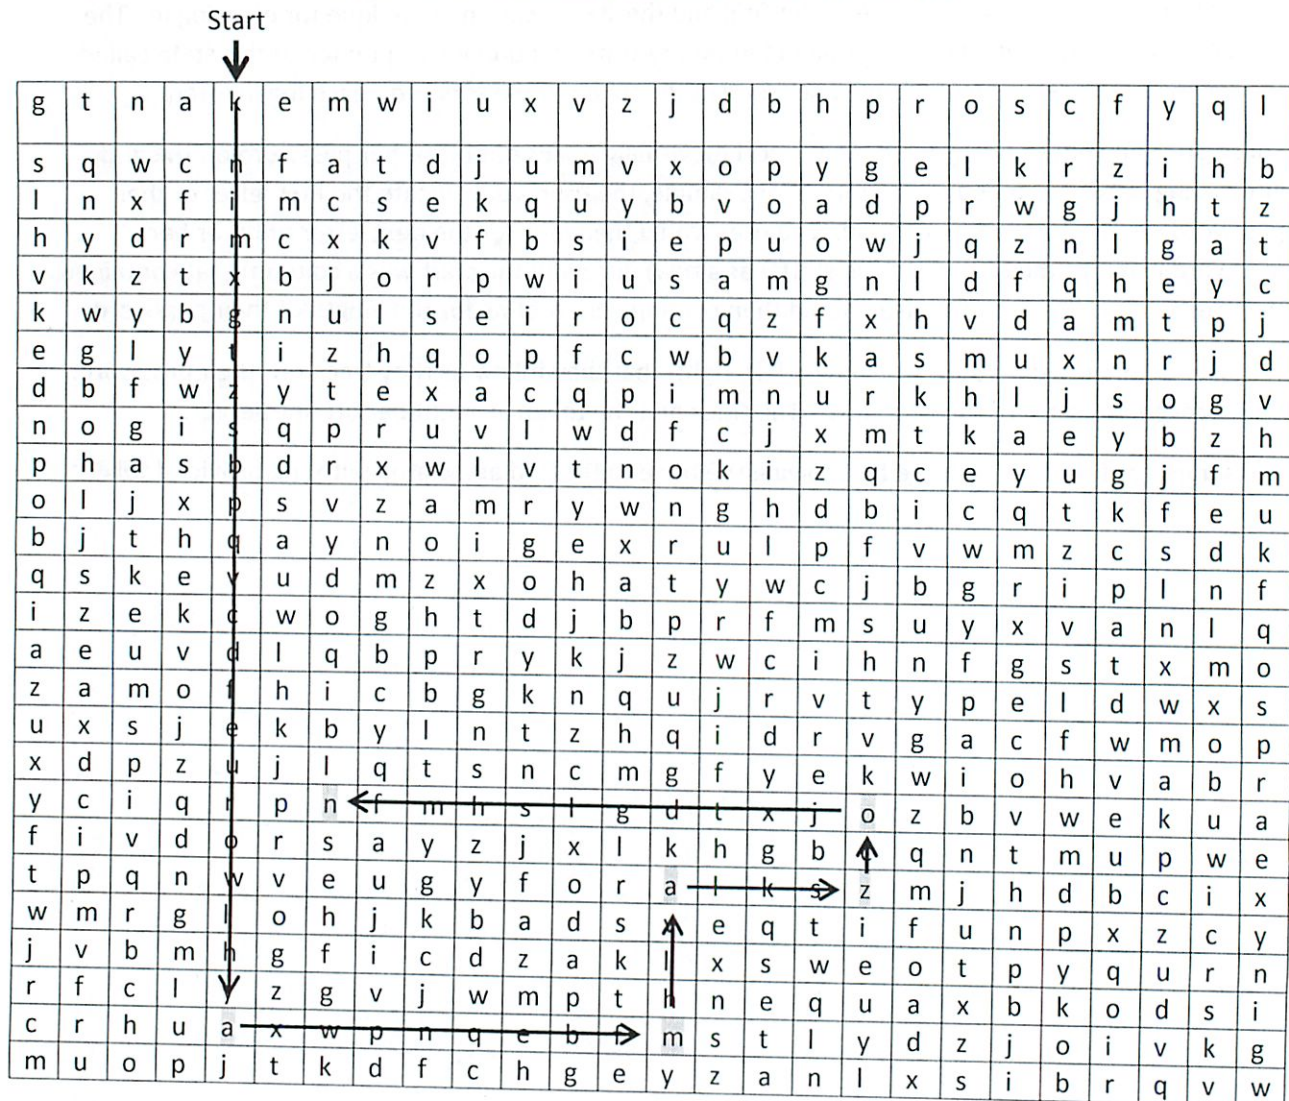 Start
g t n a k e m w i u x v z j d b h p r o s c f y q l
s q w c n f a t d j u m v x o p y g e l k r z i h b
l n x f i m c s e k q u y b v o a d p r w g j h t z
h y d r m c x k v f b s i e p u o w j q z n l g a t
v k z t x b j o r p w i u s a m g n l d f q h e y c
k w y b g n u l s e i r o c q z f x h v d a m t p j
e g l y t i z h q o p f c w b v k a s m u x n r j d
d b f w z y t e x a c q p i m n u r k h l j s o g v
n o g i s q p r u v l w d f c j x m t k a e y b z h
p h a s b d r x w l v t n o k i z q c e y u g j f m
o l j x p s v z a m r y w n g h d b i c q t k f e u
b j t h q a y n o i g e x r u l p f v w m z c s d k
q s k e v u d m z x o h a t y w c j b g r i p l n f
i z e k c w o g h t d j b p r f m s u y x v a n l q
a e u v d l q b p r y k j z w c i h n f g s t x m o
z a m o f h i c b g k n q u j r v t y p e l d w x s
u x s j e k b y l n t z h q i d r v g a c f w m o p
x d p z u j l q t s n c m g f y e k w i o h v a b r
y c i q r p n f m h s l g d t x j o z b v w e k u a
f i v d o r s a y z j x l k h g b c q n t m u p w e
t p q n w v e u g y f o r a l k s z m j h d b c i x
w m r g l o h j k b a d s v e q t i f u n p x z c y
j v b m h g f i c d z a k l x s w e o t p y q u r n
r f c l y z g v j w m p t h n e q u a x b k o d s i
c r h u a x w p n q e b f m s t l y d z j o i v k g
m u o p j t k d f c h g e y z a n l x s i b r q v w